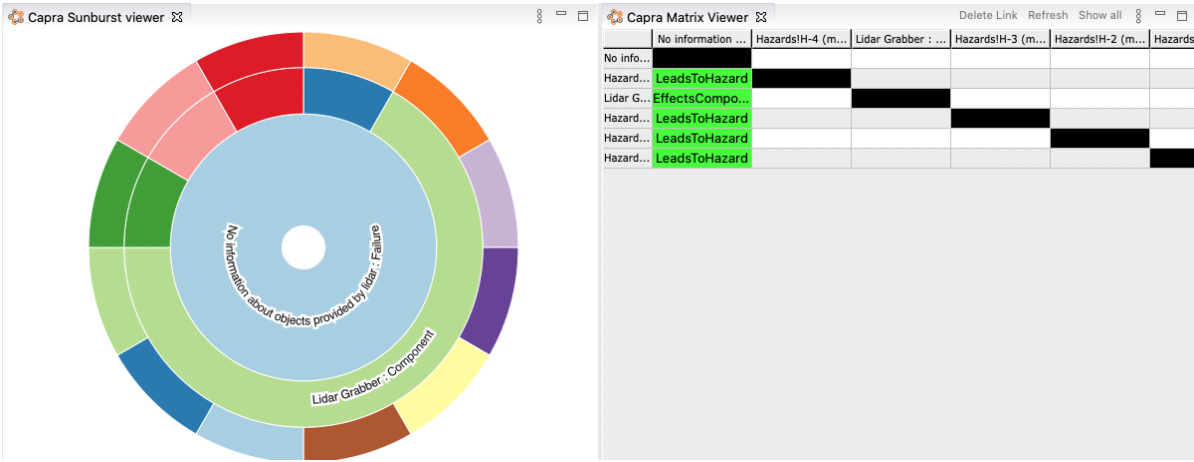 Capra Sunburst viewer
No information about objects provided by lidar : Failure
Lidar Grabber : Component
Capra Matrix Viewer
Delete Link Refresh Show all
No information ... Hazards!H-4 (m... Lidar Grabber : ... Hazards!H-3 (m... Hazards!H-2 (m... Hazards
No info...
Hazard... LeadsToHazard
Lidar G... EffectsCompo...
Hazard... LeadsToHazard
Hazard... LeadsToHazard
Hazard... LeadsToHazard